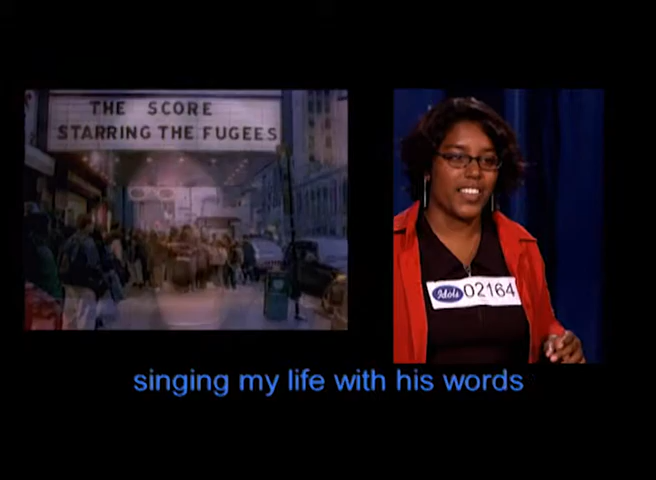 THE SCORE
STARRING THE FUGEES
Idols 02164
singing my life with his words